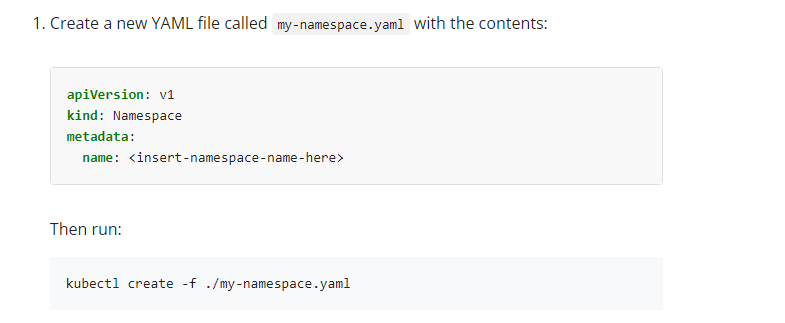 1. Create a new YAML file called my-namespace.yaml with the contents:
apiVersion: v1
kind: Namespace
metadata:
  name: <insert-namespace-name-here>
Then run:
kubectl create -f ./my-namespace.yaml